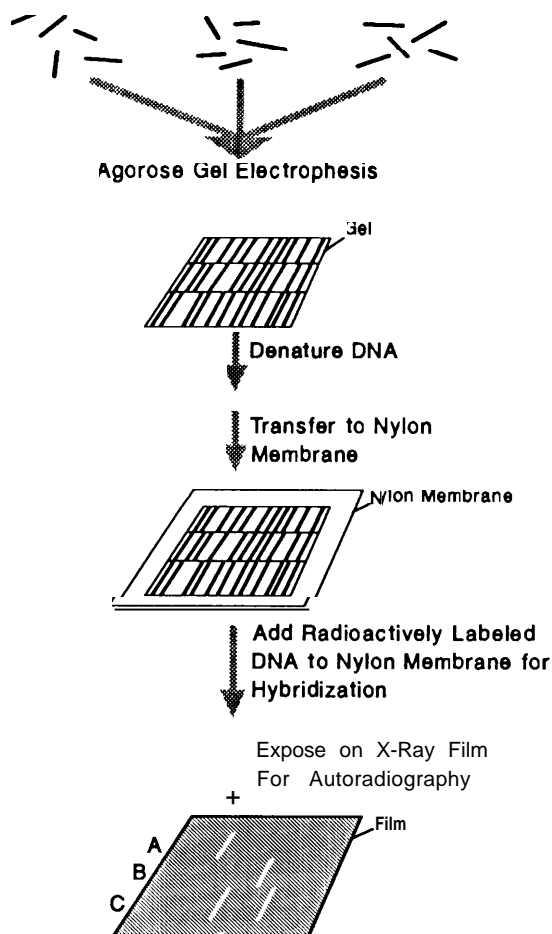 Agorose Gel Electrophesis
Gel
Denature DNA
Transfer to Nylon
Membrane
Nylon Membrane
Add Radioactively Labeled
DNA to Nylon Membrane for
Hybridization
Expose on X-Ray Film
For Autoradiography
+
Film
A
B
C